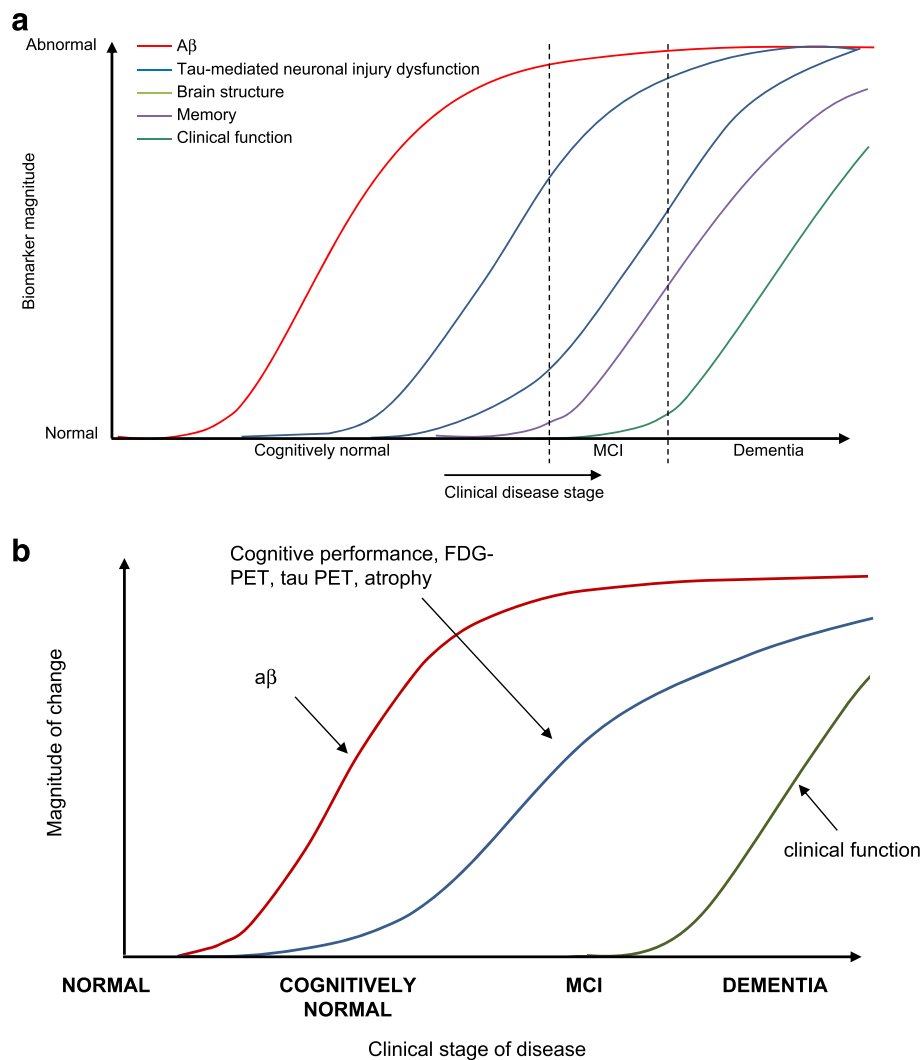 a
Abnormal
Aβ
Tau-mediated neuronal injury dysfunction
Brain structure
Memory
Clinical function
Biomarker magnitude
Normal
Cognitively normal
MCI
Dementia
Clinical disease stage
b
Cognitive performance, FDG-
PET, tau PET, atrophy
aβ
Magnitude of change
clinical function
NORMAL
COGNITIVELY
NORMAL
MCI
DEMENTIA
Clinical stage of disease